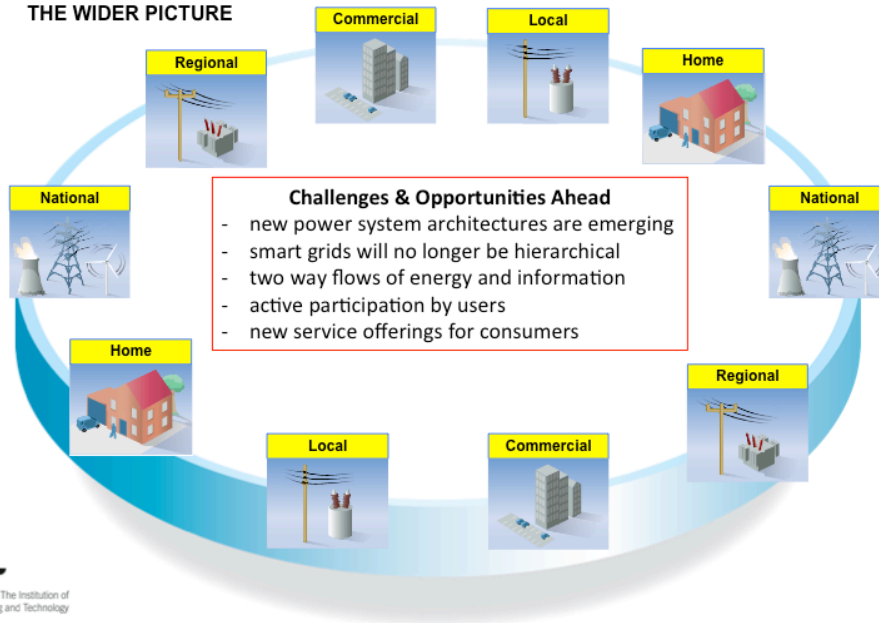 THE WIDER PICTURE
Commercial
Local
Regional
Home
National
National
Challenges & Opportunities Ahead
- new power system architectures are emerging
- smart grids will no longer be hierarchical
- two way flows of energy and information
- active participation by users
- new service offerings for consumers
Home
Regional
Local
Commercial
The Institution of
g and Technology